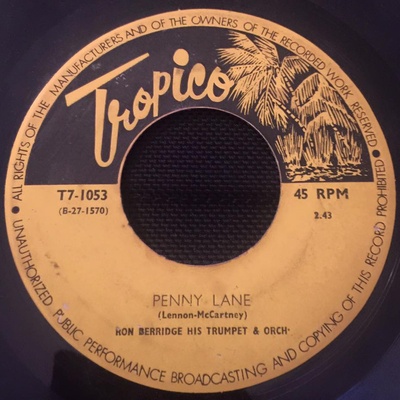 ALL RIGHTS OF THE MANUFACTURERS AND OF THE OWNERS OF THE RECORDED WORK RESERVED
Tropico
T7-1053
(B-27-1570)
45 RPM
2.43
PENNY LANE
(Lennon-McCartney)
RON BERRIDGE HIS TRUMPET & ORCH·
UNAUTHORIZED PUBLIC PERFORMANCE BROADCASTING AND COPYING OF THIS RECORD PROHIBITED